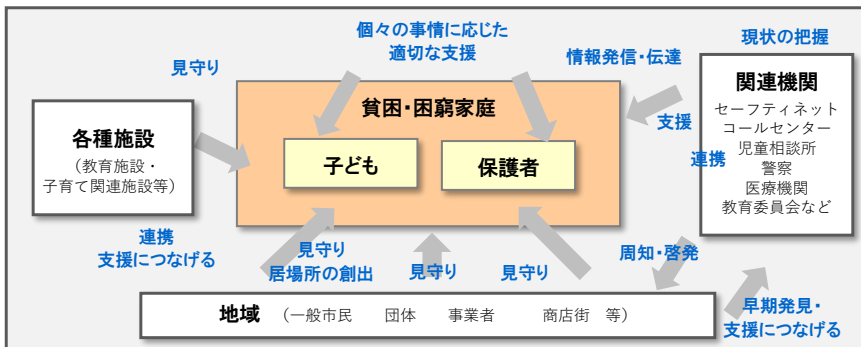 個々の事情に応じた
適切な支援
現状の把握
見守り
情報発信・伝達
貧困・困窮家庭
関連機関
セーフティネット
コールセンター
児童相談所
警察
医療機関
教育委員会など
各種施設
（教育施設・
子育て関連施設等）
子ども
保護者
支援
連携
連携
支援につなげる
見守り
居場所の創出
見守り
見守り
周知・啓発
地域　（一般市民　　団体　　事業者　　　商店街　等）
早期発見・
支援につなげる